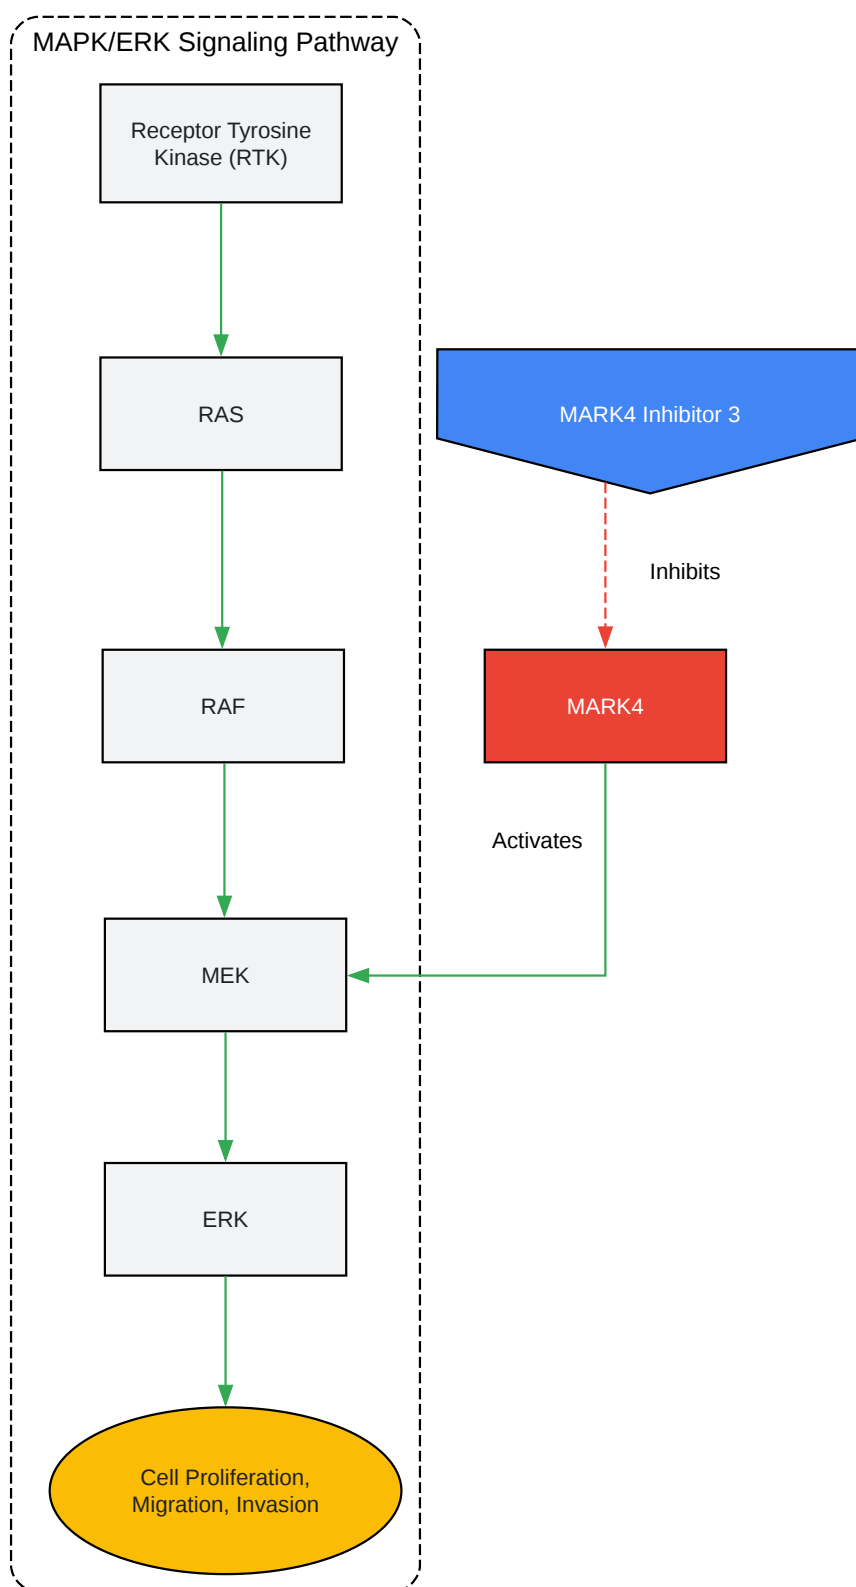 MAPK/ERK Signaling Pathway
Receptor Tyrosine
Kinase (RTK)
RAS
MARK4 Inhibitor 3
Inhibits
RAF
MARK4
Activates
MEK
ERK
Cell Proliferation,
Migration, Invasion